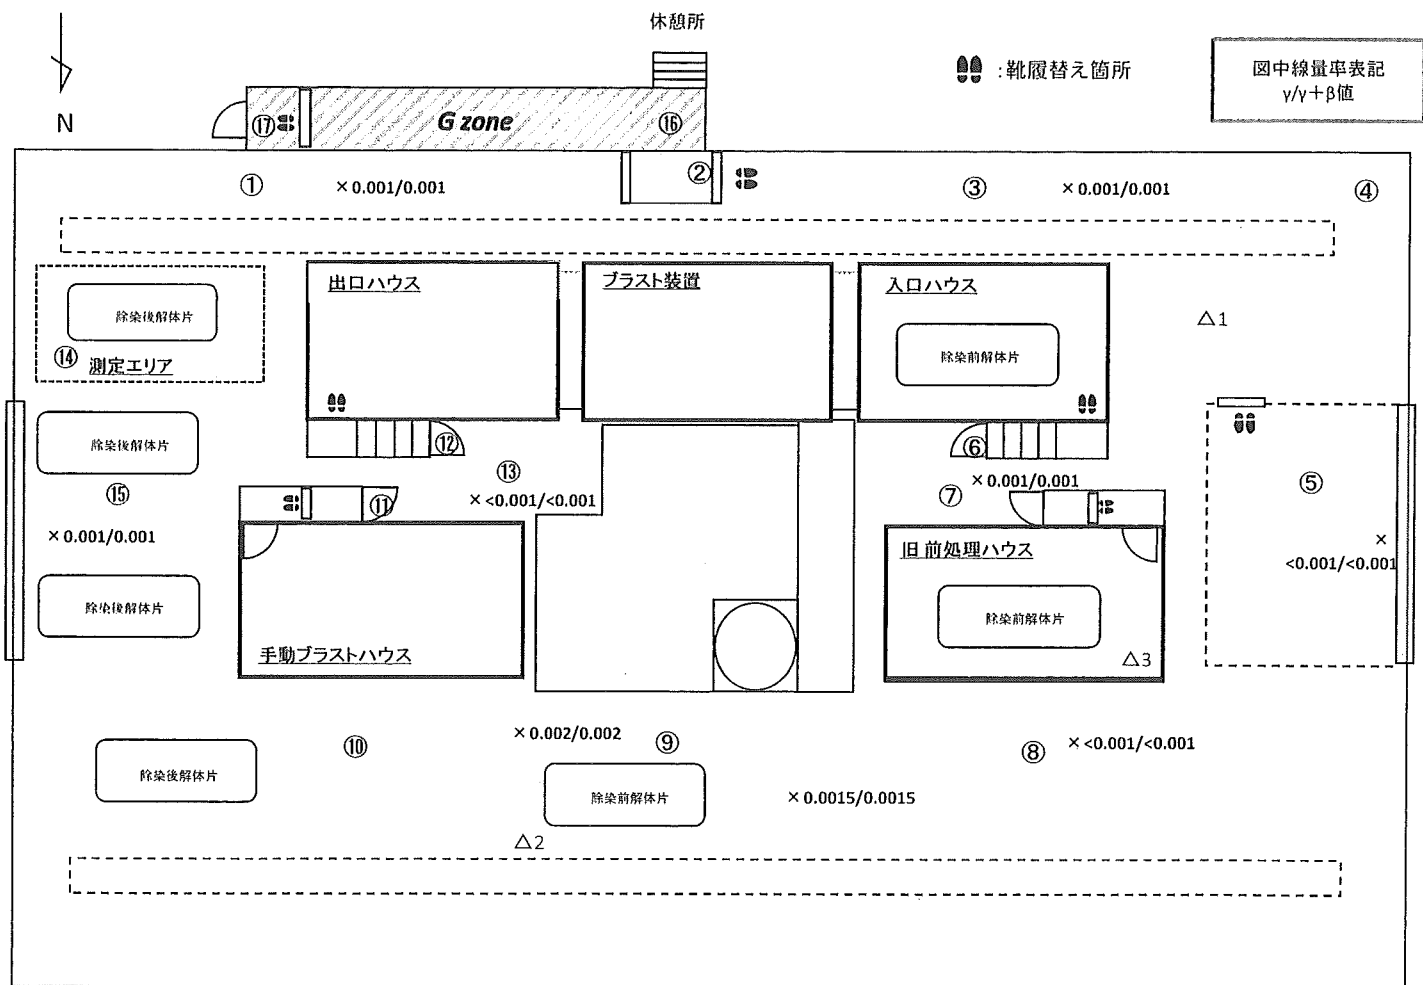 休憩所
:靴履替え箇所
図中線量率表記
γ/γ+β値
N
⑰
G zone
⑯
①
×0.001/0.001
②
③
×0.001/0.001
④
出口ハウス
ブラスト装置
入口ハウス
除染後解体片
除染前解体片
△1
⑭
測定エリア
除染後解体片
⑫
⑥
⑬
×<0.001/<0.001
×0.001/0.001
⑦
⑤
⑮
⑪
×0.001/0.001
×
<0.001/<0.001
旧前処理ハウス
除染後解体片
除染前解体片
手動ブラストハウス
△3
⑩
×0.002/0.002
⑨
⑧
×<0.001/<0.001
除染後解体片
除染前解体片
×0.0015/0.0015
△2